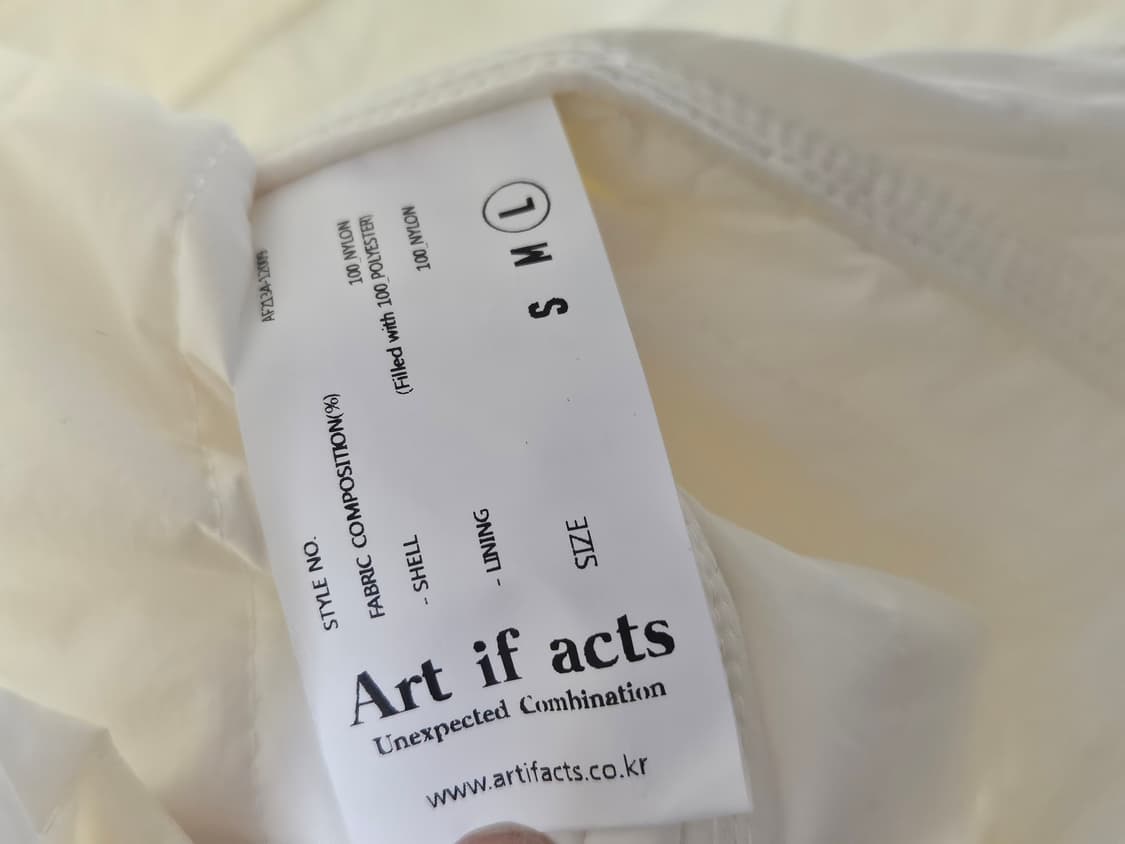 STYLE NO.
FABRIC COMPOSITION(%)
- SHELL 100_NYLON
(Filled with 100_POLYESTER)
- LINING 100_NYLON
SIZE S M L
Art if acts
Unexpected Combination
www.artifacts.co.kr